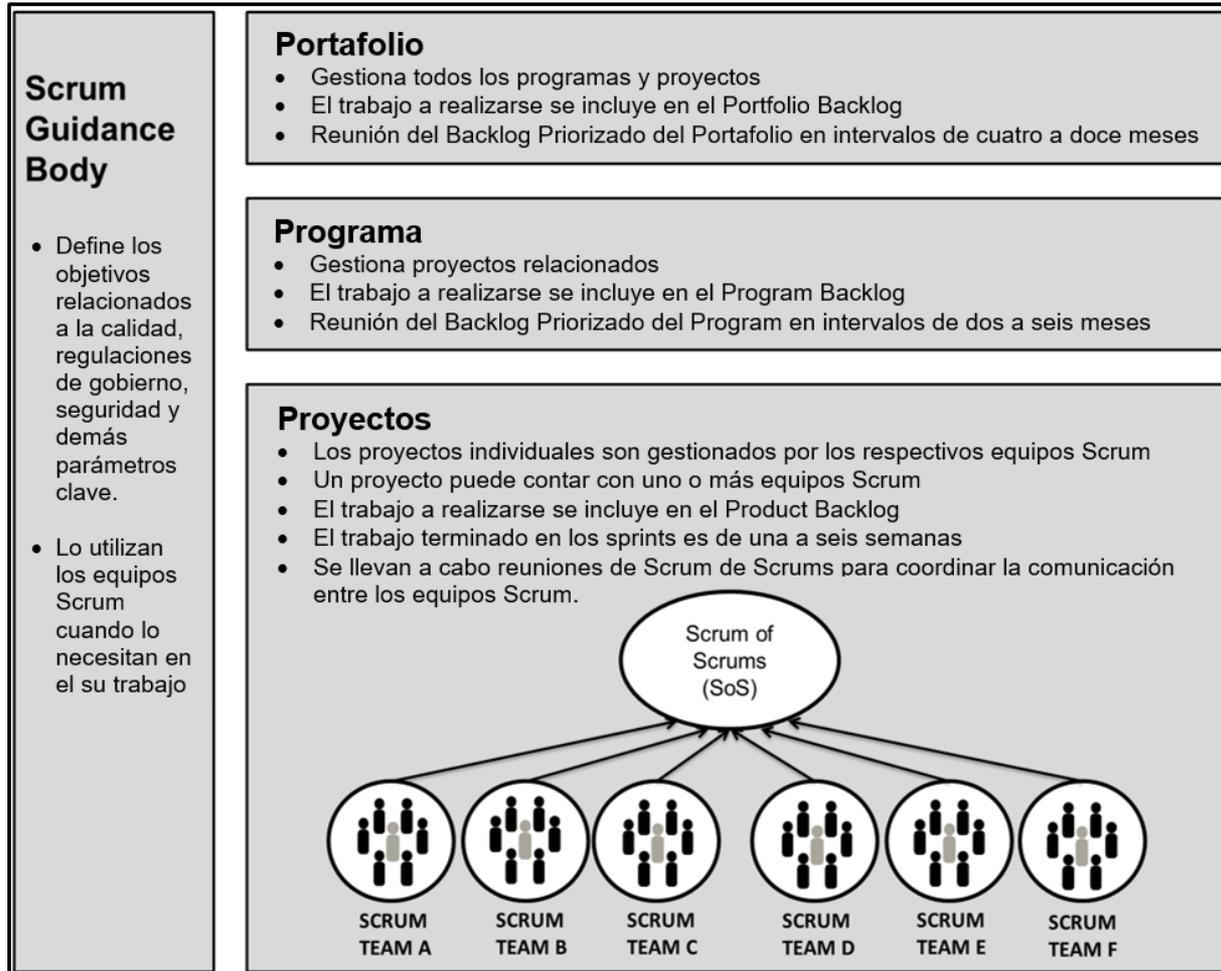 Scrum
Guidance
Body
• Define los
objetivos
relacionados
a la calidad,
regulaciones
de gobierno,
seguridad y
demás
parámetros
clave.
• Lo utilizan
los equipos
Scrum
cuando lo
necesitan en
el su trabajo
Portafolio
• Gestiona todos los programas y proyectos
• El trabajo a realizarse se incluye en el Portfolio Backlog
• Reunión del Backlog Priorizado del Portafolio en intervalos de cuatro a doce meses
Programa
• Gestiona proyectos relacionados
• El trabajo a realizarse se incluye en el Program Backlog
• Reunión del Backlog Priorizado del Program en intervalos de dos a seis meses
Proyectos
• Los proyectos individuales son gestionados por los respectivos equipos Scrum
• Un proyecto puede contar con uno o más equipos Scrum
• El trabajo a realizarse se incluye en el Product Backlog
• El trabajo terminado en los sprints es de una a seis semanas
• Se llevan a cabo reuniones de Scrum de Scrums para coordinar la comunicación
entre los equipos Scrum.
Scrum of
Scrums
(SoS)
SCRUM
TEAM A
SCRUM
TEAM B
SCRUM
TEAM C
SCRUM
TEAM D
SCRUM
TEAM E
SCRUM
TEAM F